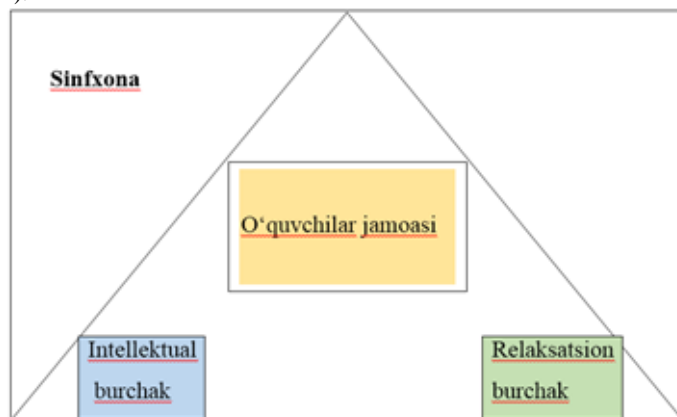 Sinfxona
O‘quvchilar jamoasi
Intellektual
burchak
Relaksatsion
burchak